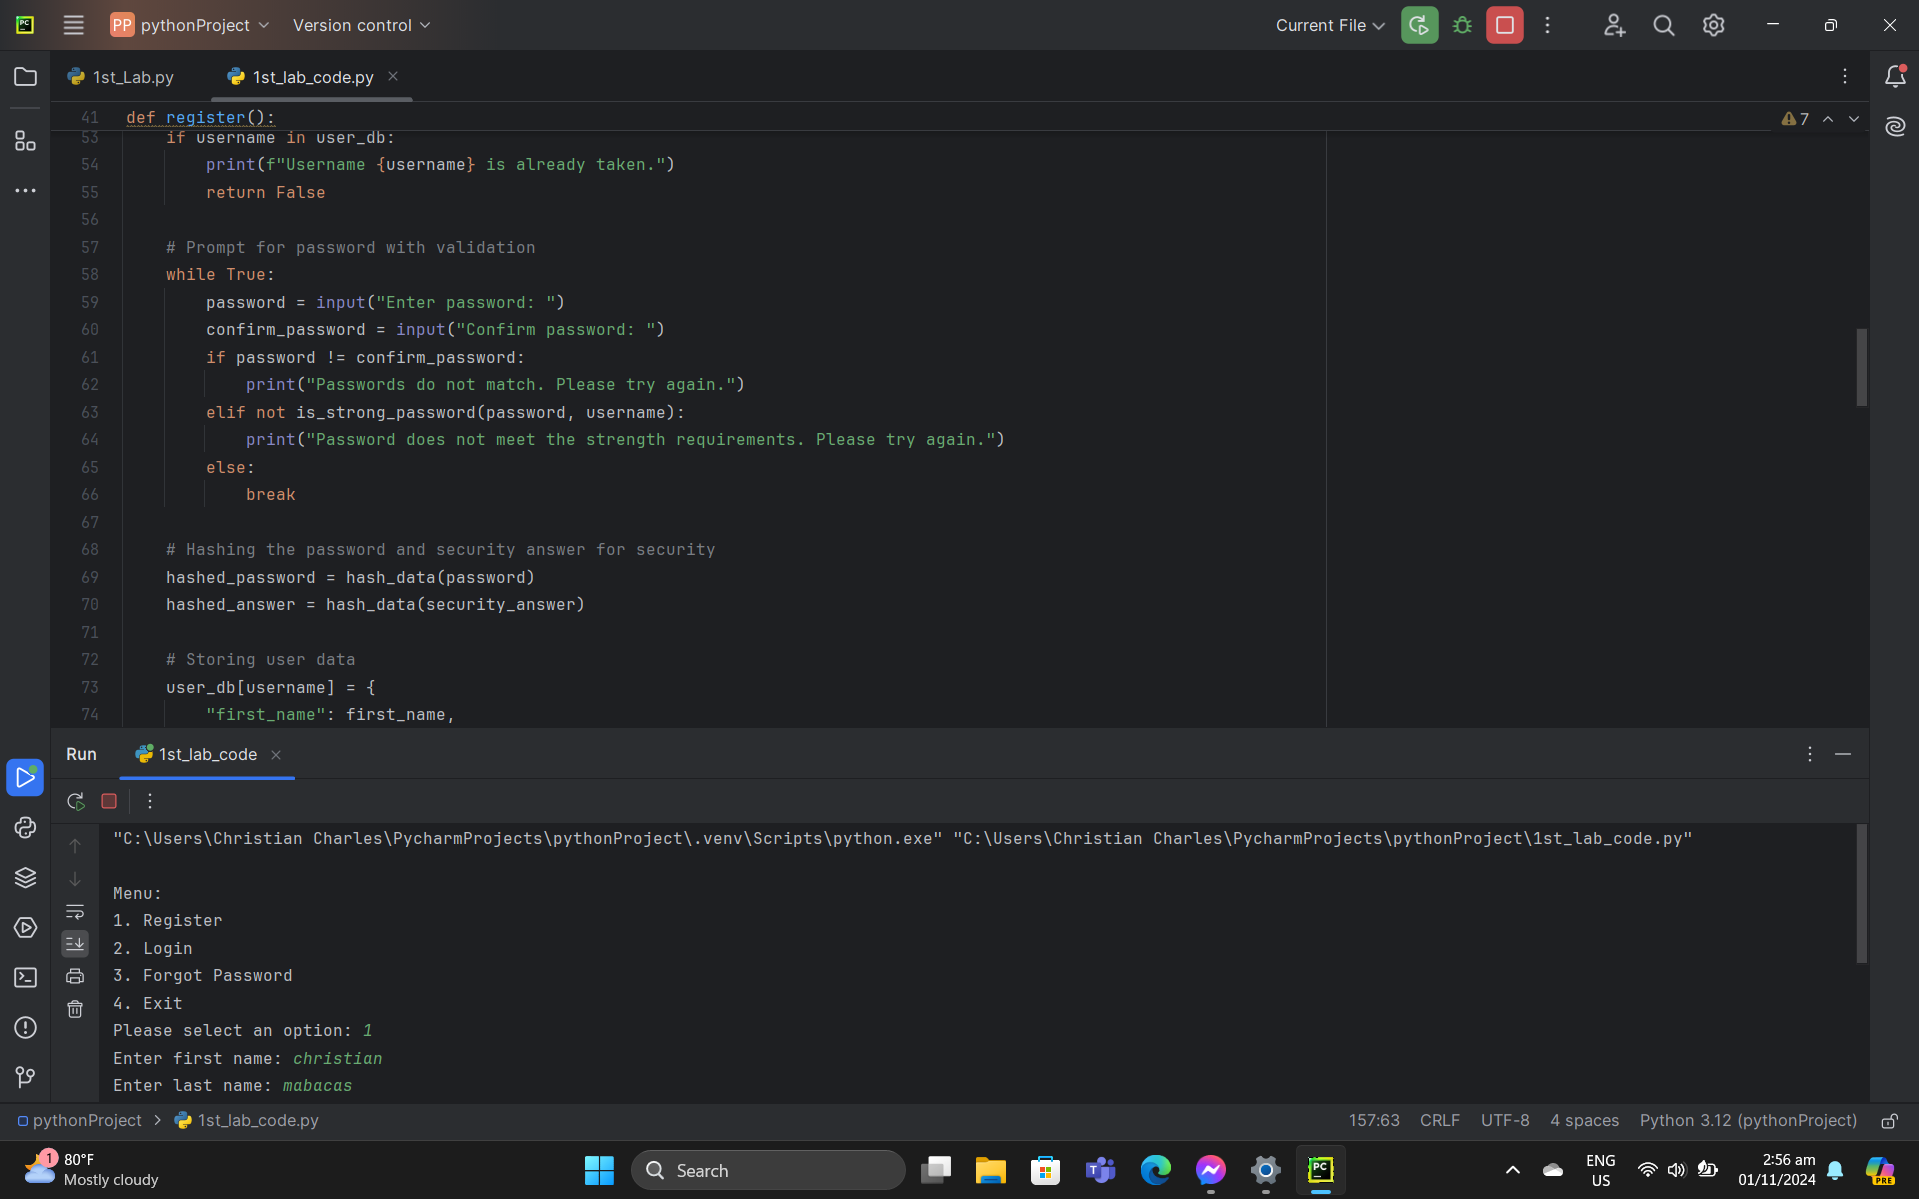 PC
PP pythonProject Version control Current File
1st_Lab.py 1st_lab_code.py
41 def register(): 7
53 if username in user_db:
54 print(f"Username {username} is already taken.")
55 return False
56
57 # Prompt for password with validation
58 while True:
59 password = input("Enter password: ")
60 confirm_password = input("Confirm password: ")
61 if password != confirm_password:
62 print("Passwords do not match. Please try again.")
63 elif not is_strong_password(password, username):
64 print("Password does not meet the strength requirements. Please try again.")
65 else:
66 break
67
68 # Hashing the password and security answer for security
69 hashed_password = hash_data(password)
70 hashed_answer = hash_data(security_answer)
71
72 # Storing user data
73 user_db[username] = {
74 "first_name": first_name,
Run 1st_lab_code
"C:\Users\Christian Charles\PycharmProjects\pythonProject\.venv\Scripts\python.exe" "C:\Users\Christian Charles\PycharmProjects\pythonProject\1st_lab_code.py"
Menu:
1. Register
2. Login
3. Forgot Password
4. Exit
Please select an option: 1
Enter first name: christian
Enter last name: mabacas
pythonProject > 1st_lab_code.py 157:63 CRLF UTF-8 4 spaces Python 3.12 (pythonProject)
1 80°F
Mostly cloudy
Search
PC
ENG
US
2:56 am
01/11/2024
PRE